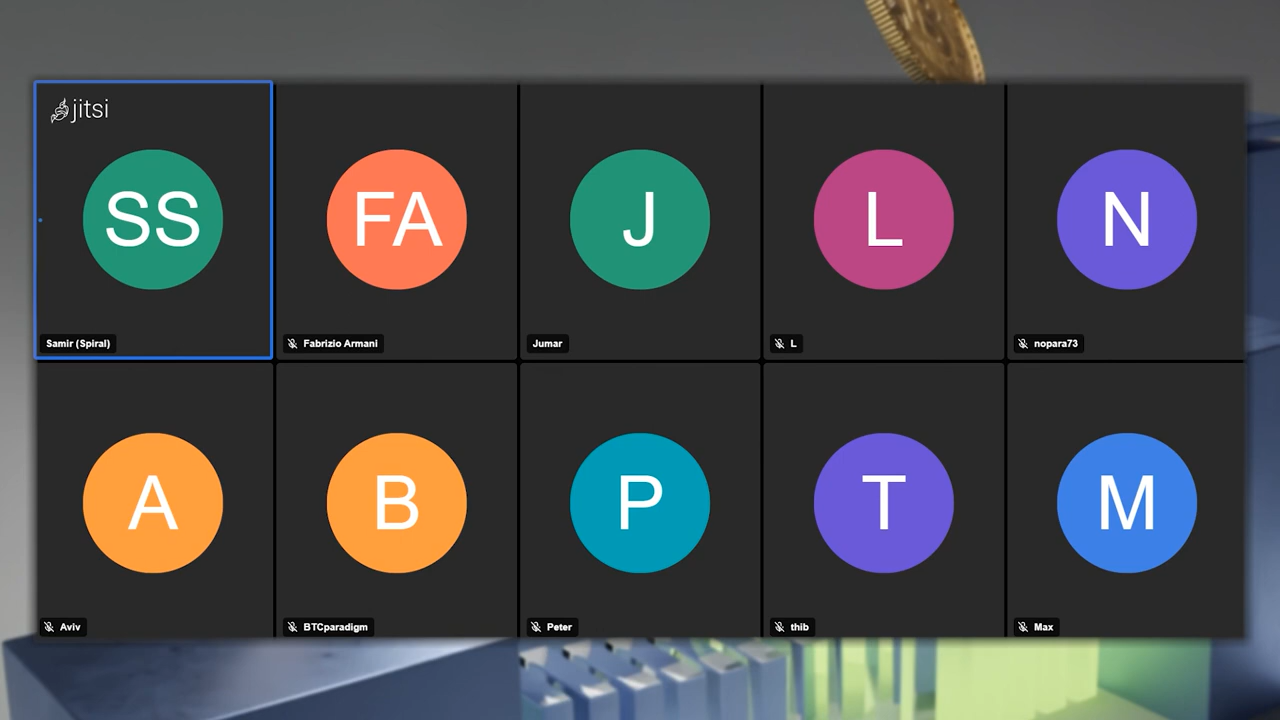 jitsi
SS
FA
J
L
N
Samir (Spiral)
Fabrizio Armani
Jumar
L
nopara73
A
B
P
T
M
Aviv
BTCparadigm
Peter
thib
Max